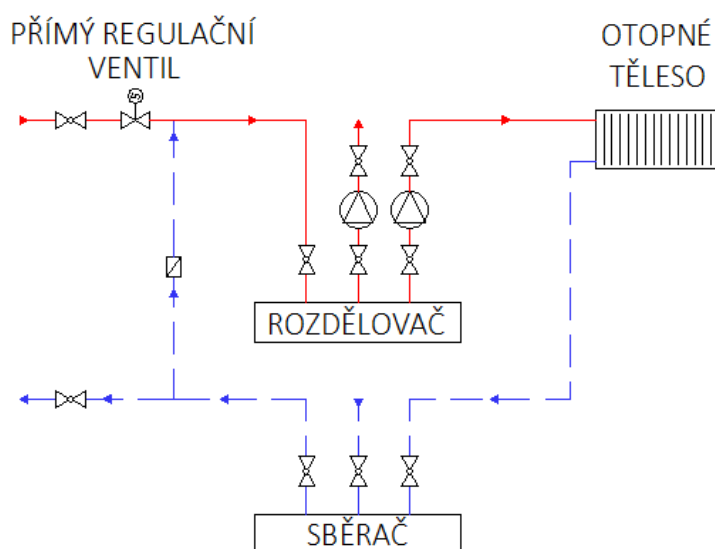 PŘÍMÝ REGULAČNÍ
VENTIL
OTOPNÉ
TĚLESO
ROZDĚLOVAČ
SBĚRAČ